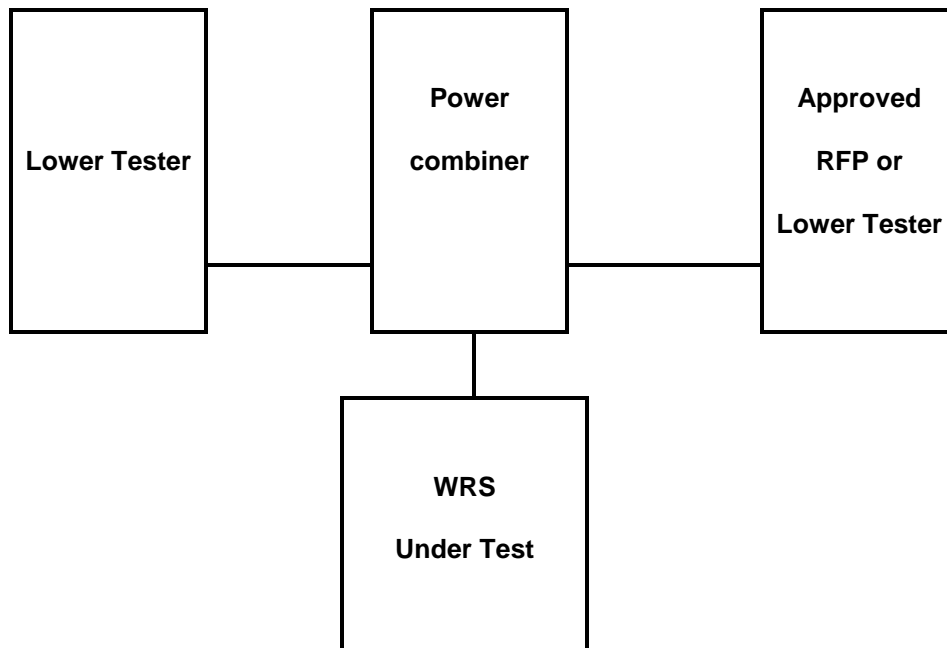 Lower Tester
Power
combiner
Approved
RFP or
Lower Tester
WRS
Under Test